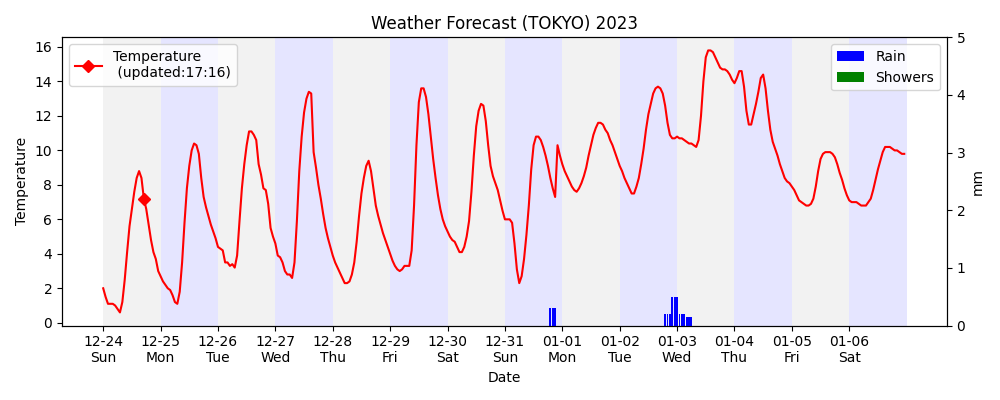 Weather Forecast (TOKYO) 2023
Temperature
(updated:17:16)
Rain
Showers
Temperature
16
14
12
10
8
6
4
2
0
5
4
3
2
1
0
mm
12-24 12-25 12-26 12-27 12-28 12-29 12-30 12-31 01-01 01-02 01-03 01-04 01-05 01-06
Sun Mon Tue Wed Thu Fri Sat Sun Mon Tue Wed Thu Fri Sat
Date